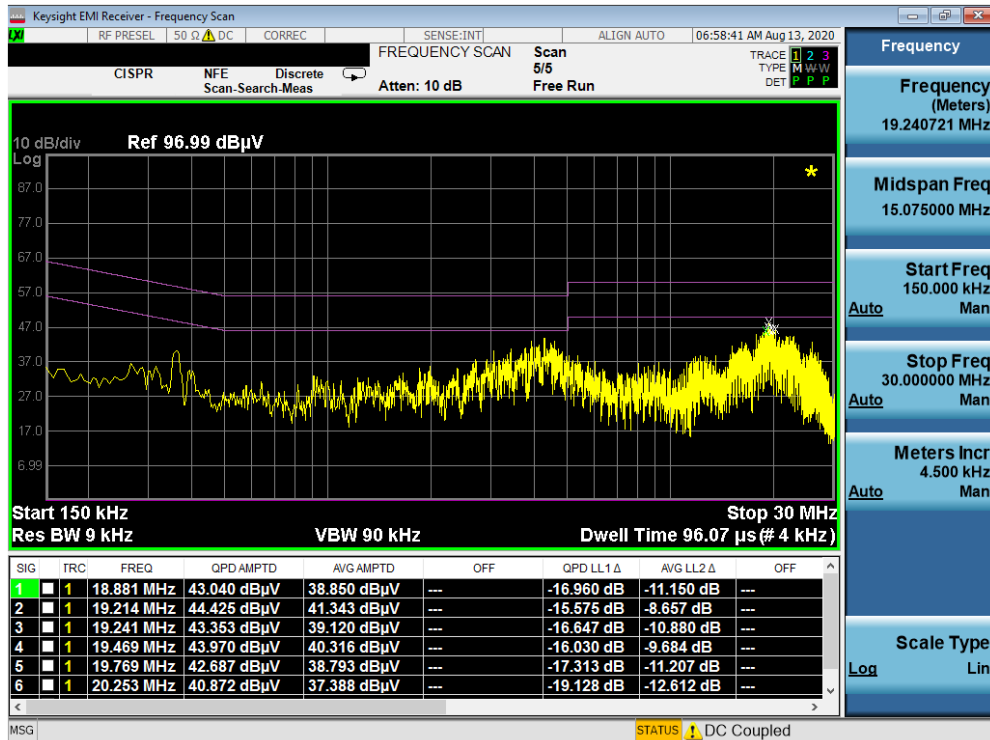 Keysight EMI Receiver - Frequency Scan
LXI RF PRESEL 50 Ω DC CORREC SENSE:INT ALIGN AUTO 06:58:41 AM Aug 13, 2020
FREQUENCY SCAN Scan TRACE 1 2 3
CISPR NFE Discrete 5/5 TYPE M W W
Scan-Search-Meas Atten: 10 dB Free Run DET P P P
10 dB/div Ref 96.99 dBµV
Log
87.0
77.0
67.0
57.0
47.0
37.0
27.0
17.0
6.99
*
Start 150 kHz Stop 30 MHz
Res BW 9 kHz VBW 90 kHz Dwell Time 96.07 µs (# 4 kHz)
SIG TRC FREQ QPD AMPTD AVG AMPTD OFF QPD LL1 Δ AVG LL2 Δ OFF
1 1 18.881 MHz 43.040 dBµV 38.850 dBµV --- -16.960 dB -11.150 dB ---
2 1 19.214 MHz 44.425 dBµV 41.343 dBµV --- -15.575 dB -8.657 dB ---
3 1 19.241 MHz 43.353 dBµV 39.120 dBµV --- -16.647 dB -10.880 dB ---
4 1 19.469 MHz 43.970 dBµV 40.316 dBµV --- -16.030 dB -9.684 dB ---
5 1 19.769 MHz 42.687 dBµV 38.793 dBµV --- -17.313 dB -11.207 dB ---
6 1 20.253 MHz 40.872 dBµV 37.388 dBµV --- -19.128 dB -12.612 dB ---
MSG STATUS DC Coupled
Frequency
Frequency
(Meters)
19.240721 MHz
Midspan Freq
15.075000 MHz
Start Freq
150.000 kHz
Auto Man
Stop Freq
30.000000 MHz
Auto Man
Meters Incr
4.500 kHz
Auto Man
Scale Type
Log Lin